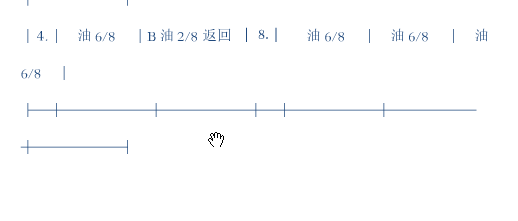 | 4. | 油 6/8 | B 油 2/8 返回 | 8. | 油 6/8 | 油 6/8 | 油
6/8 |